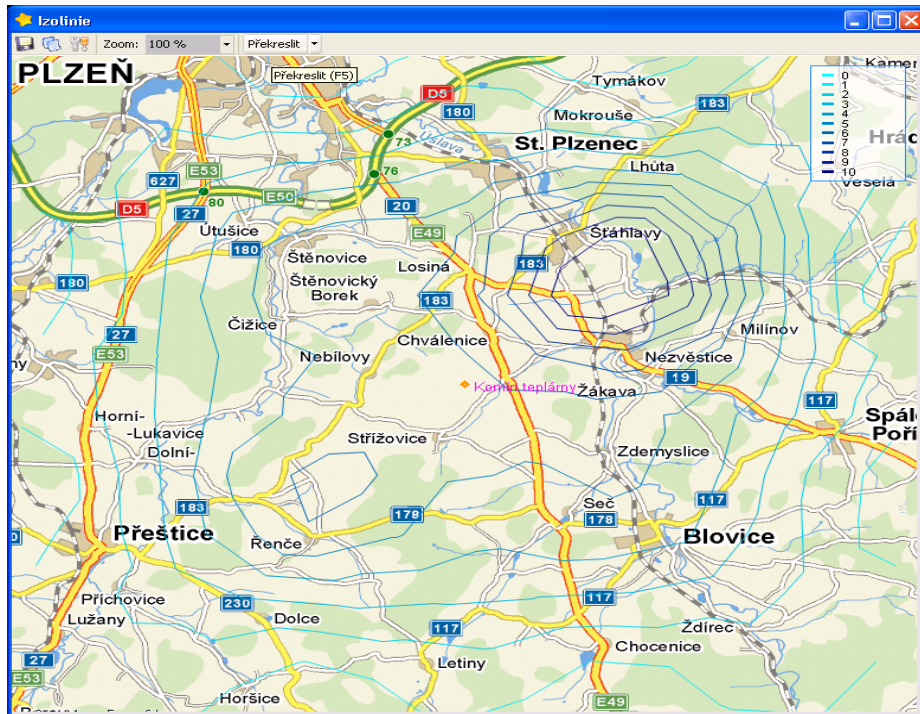 Izolinie
Zoom: 100 % Překreslit
Překreslit (F5)
PLZEŇ
D5
180
Tymákov
183
Mokrouše
0
1
2
3
4
5
6
7
8
9
10
Úslava
73
St. Plzenec
Lhůta
Veselá
E53
627
76
80
E50
D5
27
20
Útušice
E49
Šťáhlavy
180
Štěnovice
Losiná
183
180
Štěnovický
Borek
183
Čižice
Chválenice
Milínov
27
E53
Nebílovy
Nezvěstice
19
Komín teplárny
Žákava
117
Horní-
-Lukavice
Dolní-
Střížovice
Zdemyslice
183
178
Seč
178
117
Přeštice
Řenče
Blovice
Příchovice
Lužany
230
Dolce
117
117
Ždírec
27
E53
Letiny
Chocenice
Horšice
E49